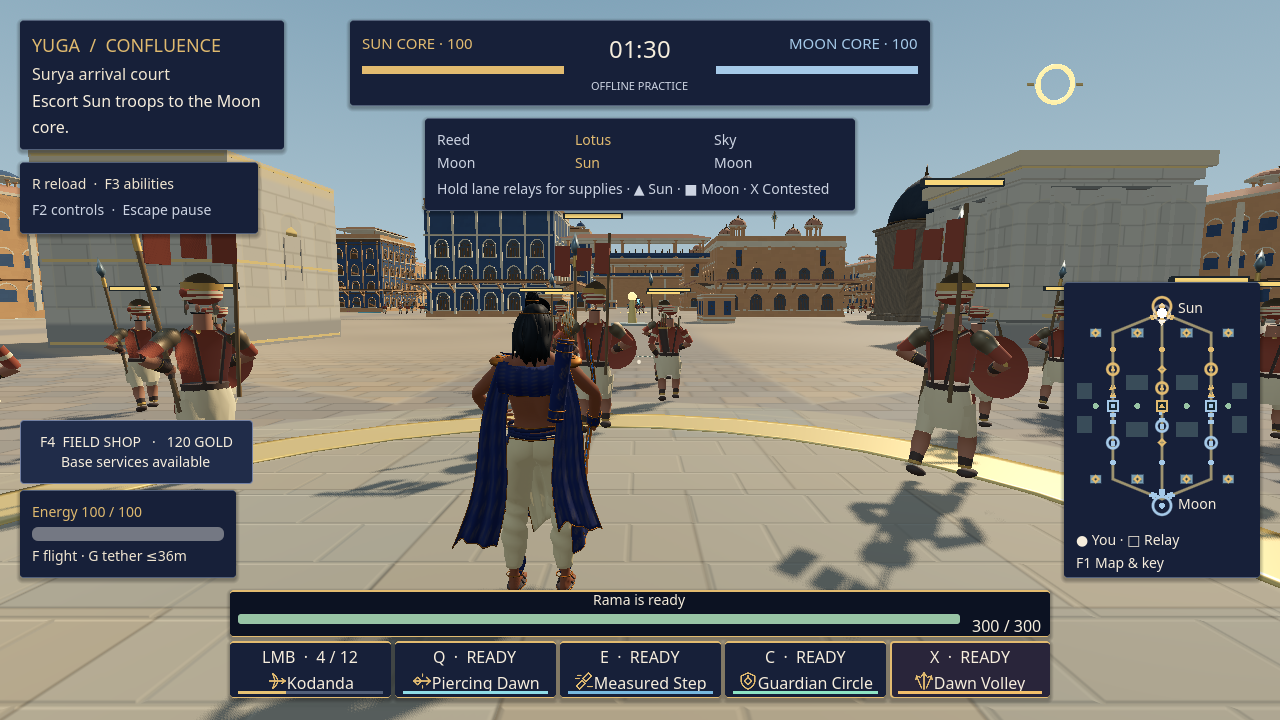 YUGA / CONFLUENCE
Surya arrival court
Escort Sun troops to the Moon
core.
R reload · F3 abilities
F2 controls · Escape pause
SUN CORE · 100
01:30
MOON CORE · 100
OFFLINE PRACTICE
Reed Lotus Sky
Moon Sun Moon
Hold lane relays for supplies · ▲ Sun · ■ Moon · X Contested
Sun
Moon
● You · □ Relay
F1 Map & key
F4 FIELD SHOP · 120 GOLD
Base services available
Energy 100 / 100
F flight · G tether ≤36m
Rama is ready
300 / 300
LMB · 4 / 12
Kodanda
Q · READY
Piercing Dawn
E · READY
Measured Step
C · READY
Guardian Circle
X · READY
Dawn Volley